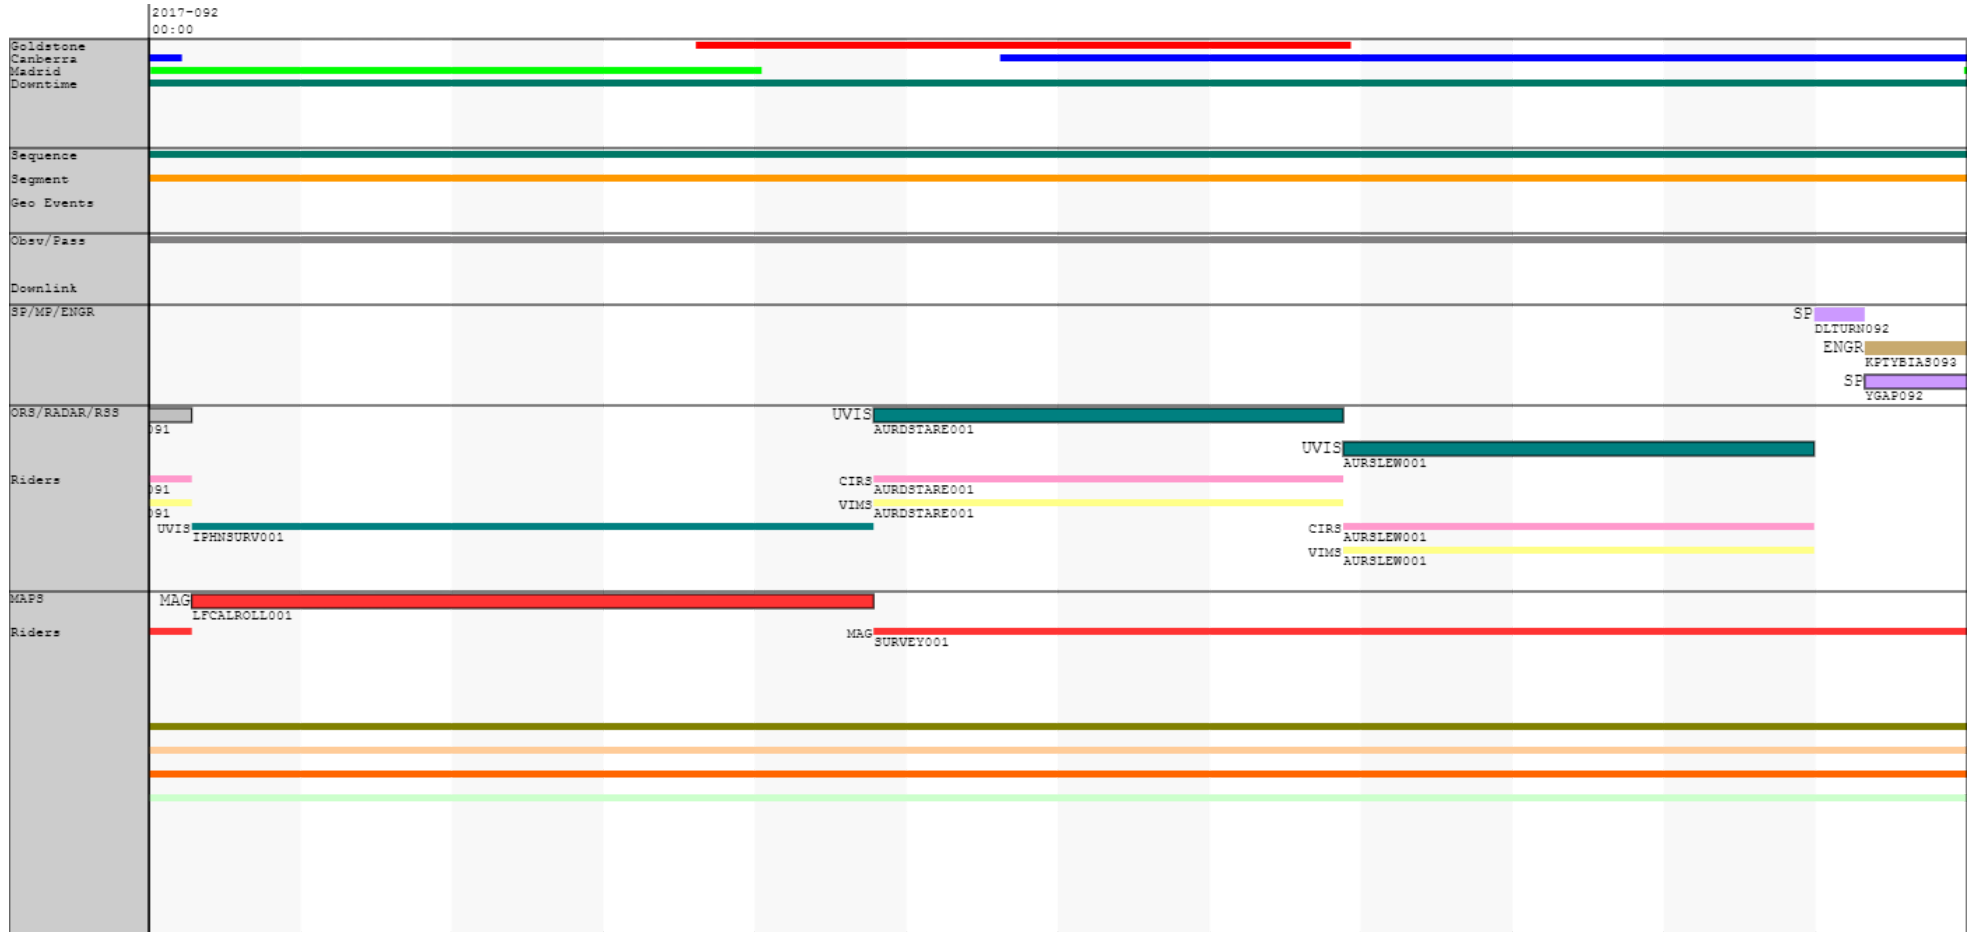 2017-092
00:00
Goldstone
Canberra
Madrid
Downtime
Sequence
Segment
Geo Events
Obsv/Pass
Downlink
SP/MP/ENGR
SP
DLTURN092
ENGR
KPTYBIAS093
SP
YGAP092
ORS/RADAR/RSS
091
UVIS
AURDSTARE001
UVIS
AURSLEW001
Riders
091
CIRS
AURDSTARE001
091
VIMS
AURDSTARE001
UVIS
IPHNSURV001
CIRS
AURSLEW001
VIMS
AURSLEW001
MAPS
MAG
LFCALROLL001
Riders
MAG
SURVEY001